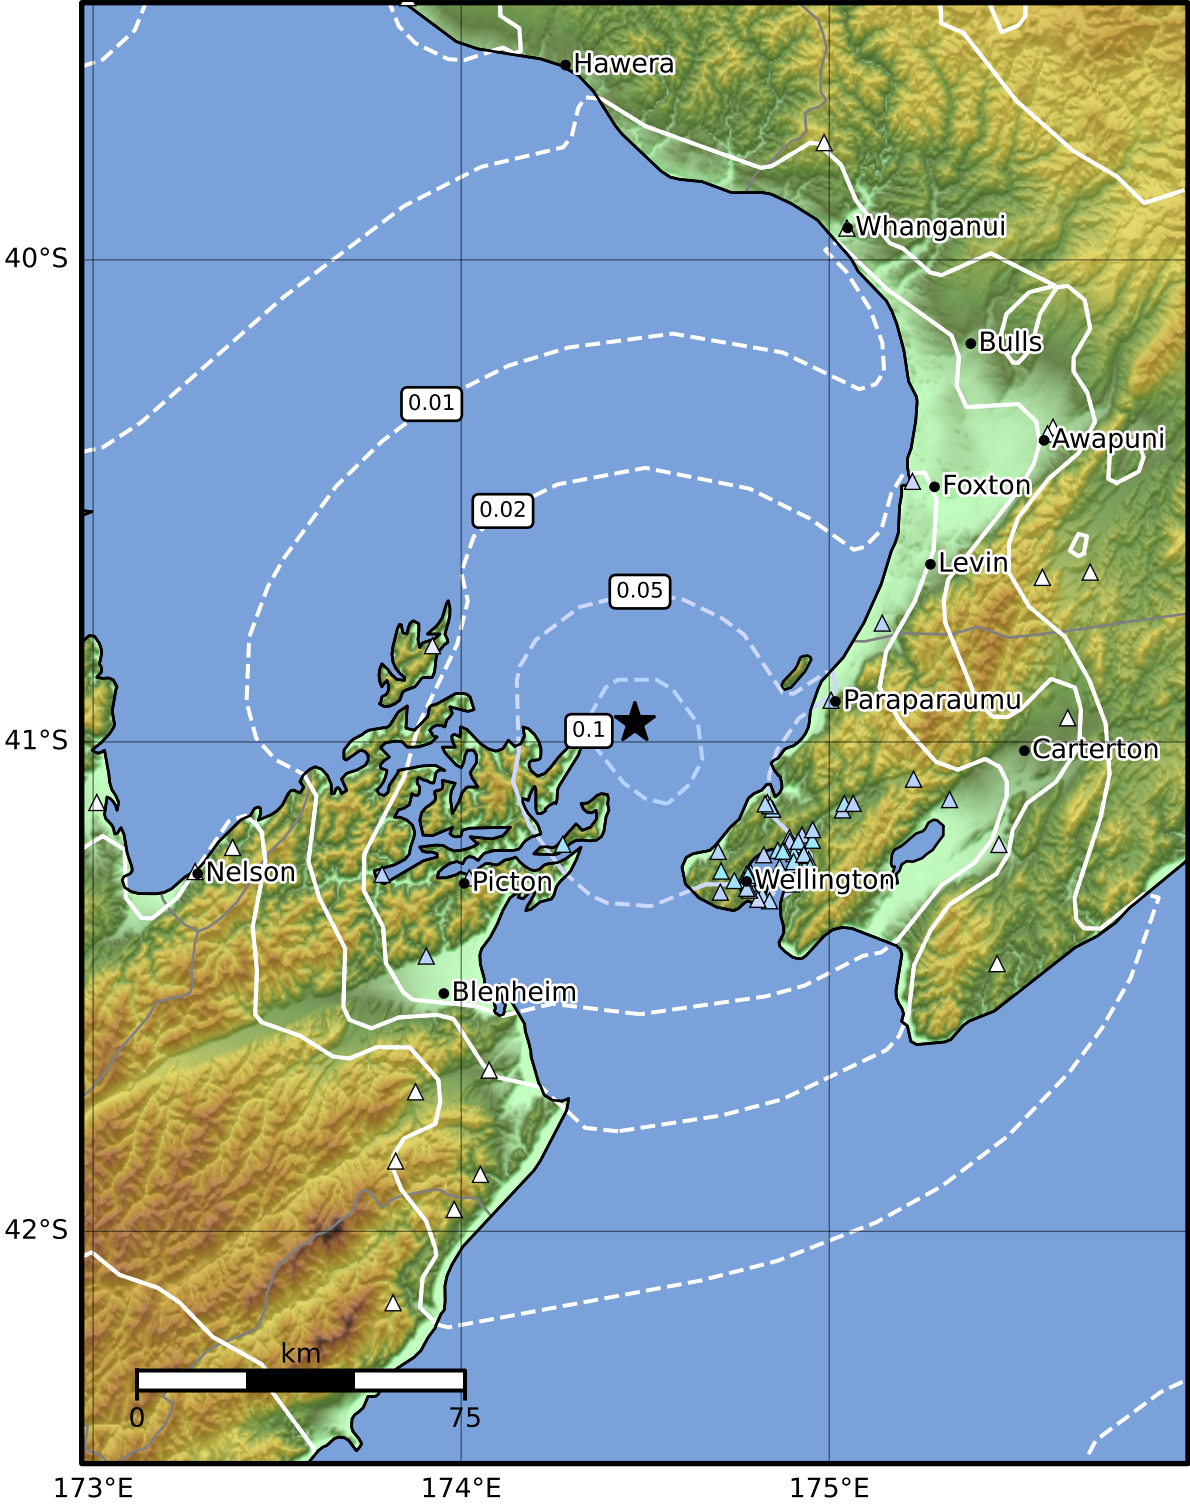 Hawera
Whanganui
40°S
Bulls
0.01
Awapuni
Foxton
0.02
Levin
0.05
Paraparaumu
0.1
41°S
Carterton
Nelson
Picton
Wellington
Blenheim
42°S
km
0
75
173°E
174°E
175°E